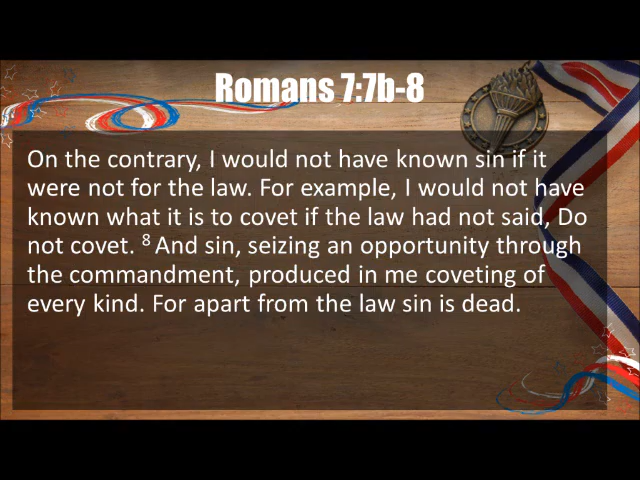 Romans 7:7b-8
On the contrary, I would not have known sin if it
were not for the law. For example, I would not have
known what it is to covet if the law had not said, Do
not covet. 8 And sin, seizing an opportunity through
the commandment, produced in me coveting of
every kind. For apart from the law sin is dead.